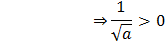 ⇒ 1/√a > 0